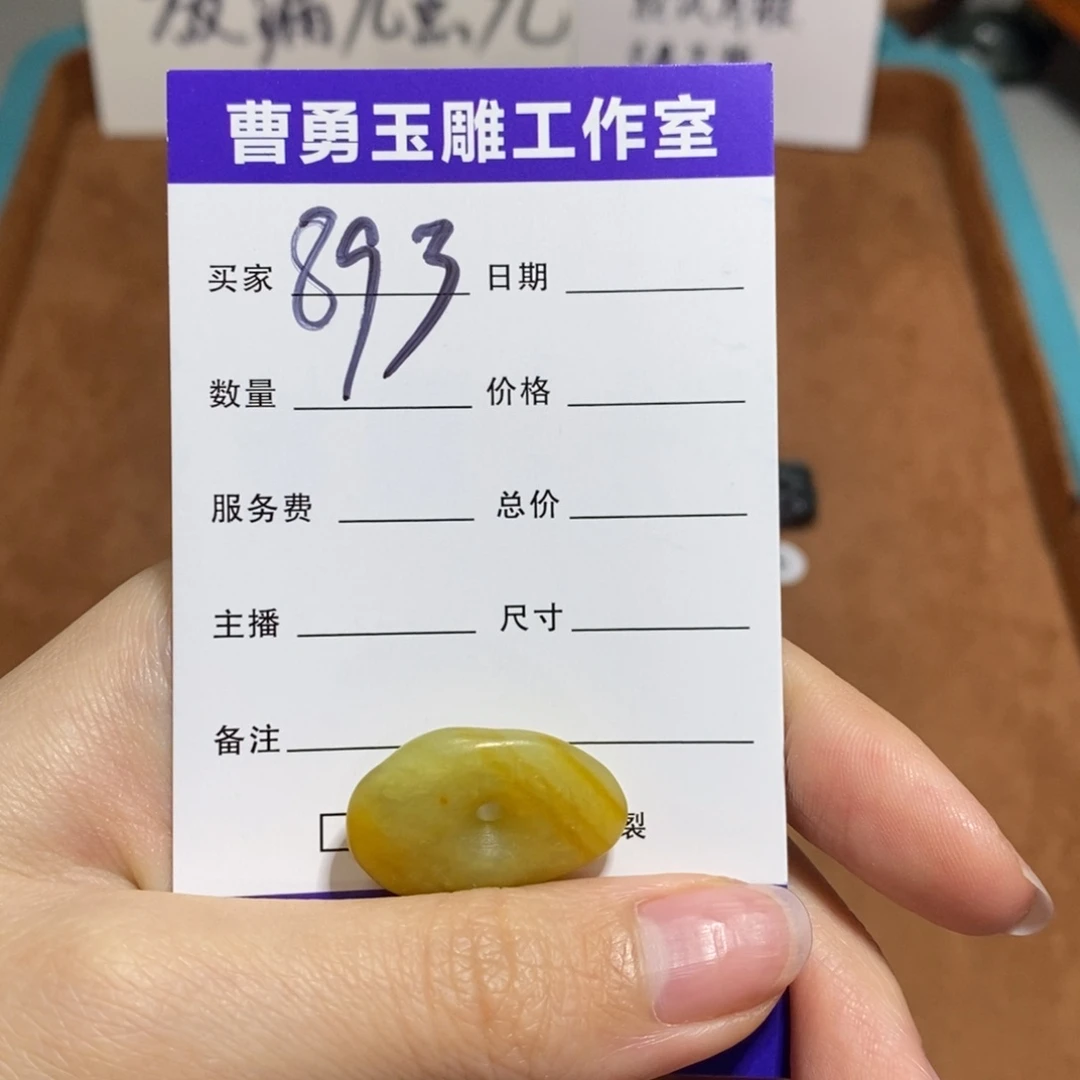 曹勇玉雕工作室
买家 893 日期
数量 价格
服务费 总价
主播 尺寸
备注
裂